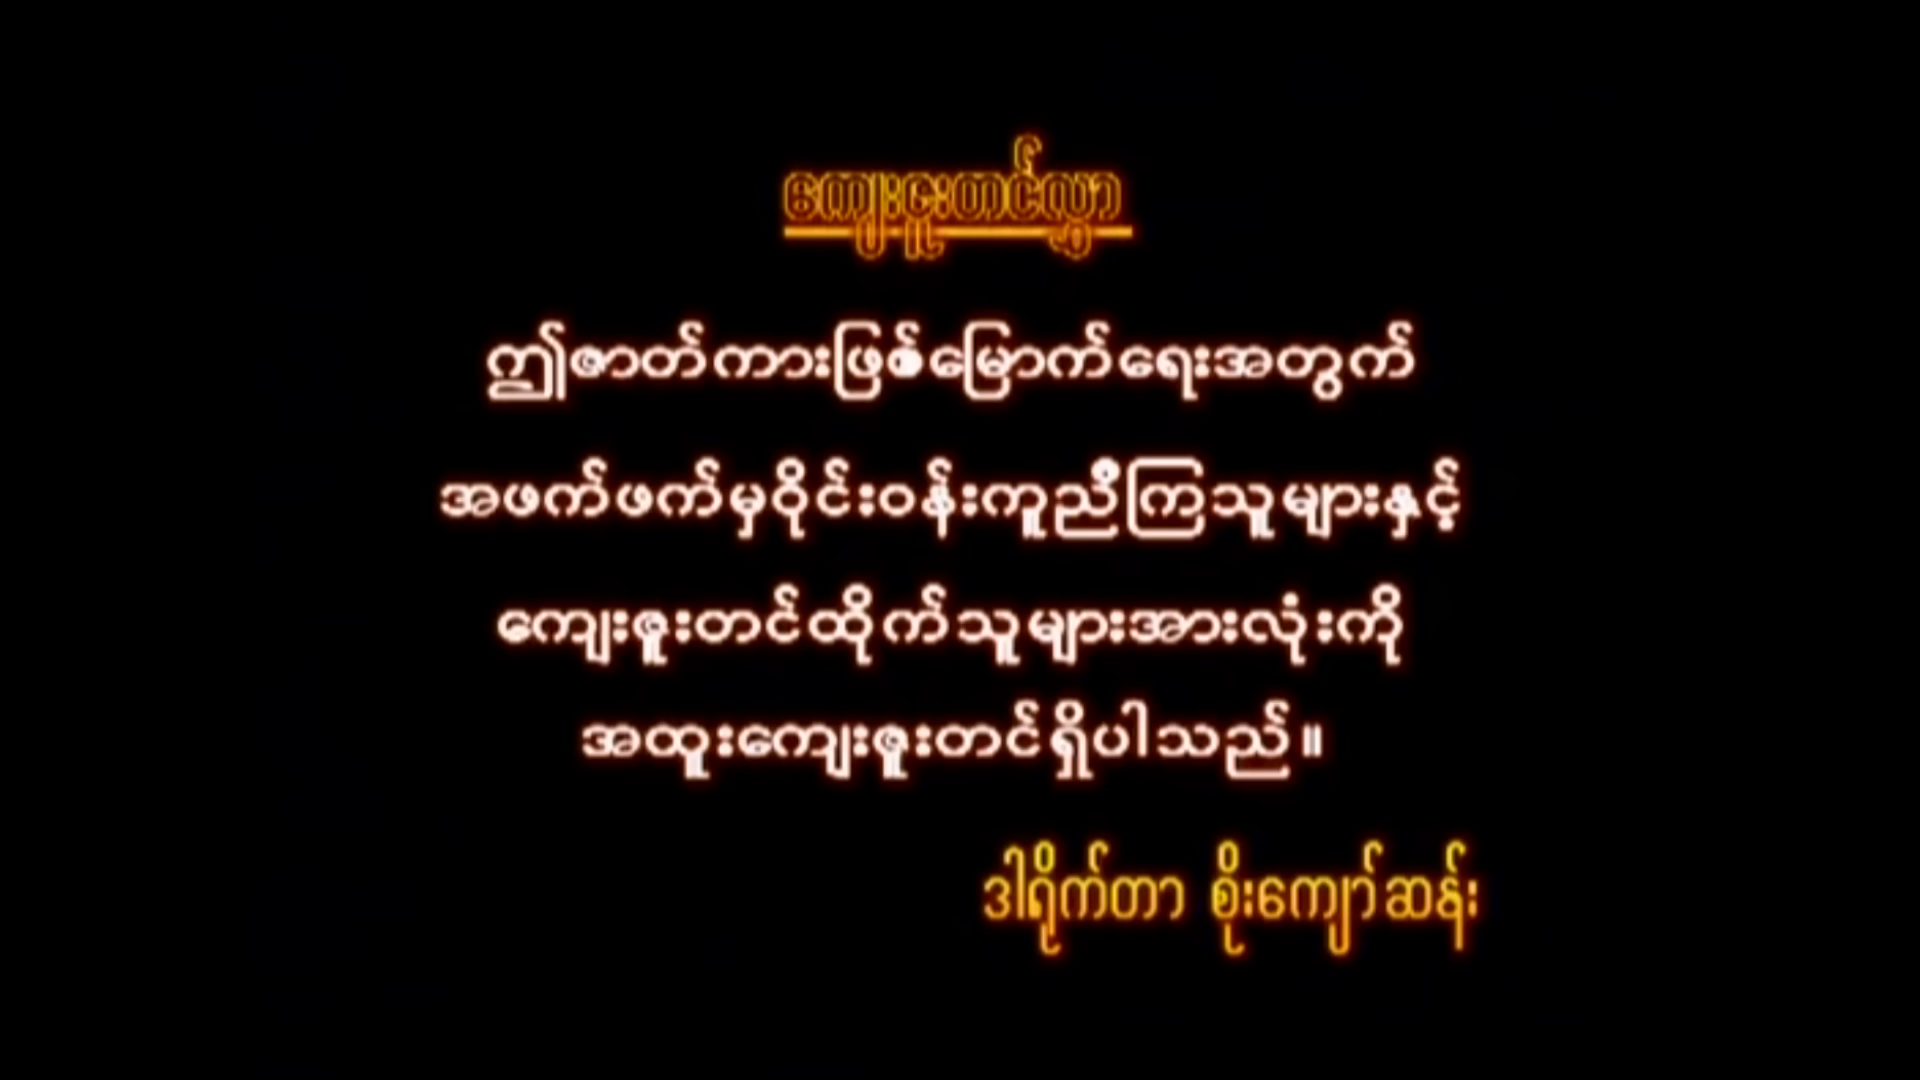 ကျေးဇူးတင်လွှာ
ဤဇာတ်ကားဖြစ်မြောက်ရေးအတွက်
အဖက်ဖက်မှဝိုင်းဝန်းကူညီကြသူများနှင့်
ကျေးဇူးတင်ထိုက်သူများအားလုံးကို
အထူးကျေးဇူးတင်ရှိပါသည်။
ဒါရိုက်တာ စိုးကျော်ဆန်း